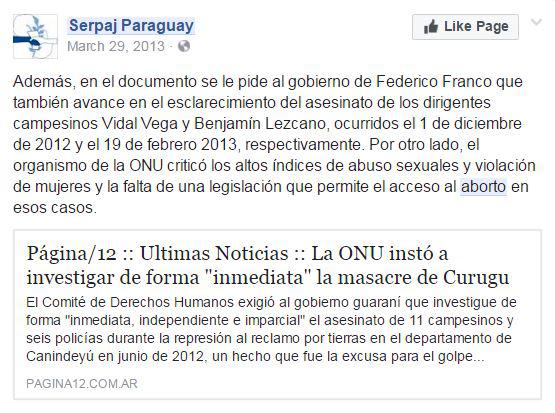 Serpaj Paraguay
March 29, 2013 ·
Like Page
Además, en el documento se le pide al gobierno de Federico Franco que
también avance en el esclarecimiento del asesinato de los dirigentes
campesinos Vidal Vega y Benjamín Lezcano, ocurridos el 1 de diciembre
de 2012 y el 19 de febrero 2013, respectivamente. Por otro lado, el
organismo de la ONU criticó los altos índices de abuso sexuales y violación
de mujeres y la falta de una legislación que permite el acceso al aborto en
esos casos.
Página/12 :: Ultimas Noticias :: La ONU instó a
investigar de forma "inmediata" la masacre de Curugu
El Comité de Derechos Humanos exigió al gobierno guaraní que investigue de
forma "inmediata, independiente e imparcial" el asesinato de 11 campesinos y
seis policías durante la represión al reclamo por tierras en el departamento de
Canindeyú en junio de 2012, un hecho que fue la excusa para el golpe...
PAGINA12.COM.AR